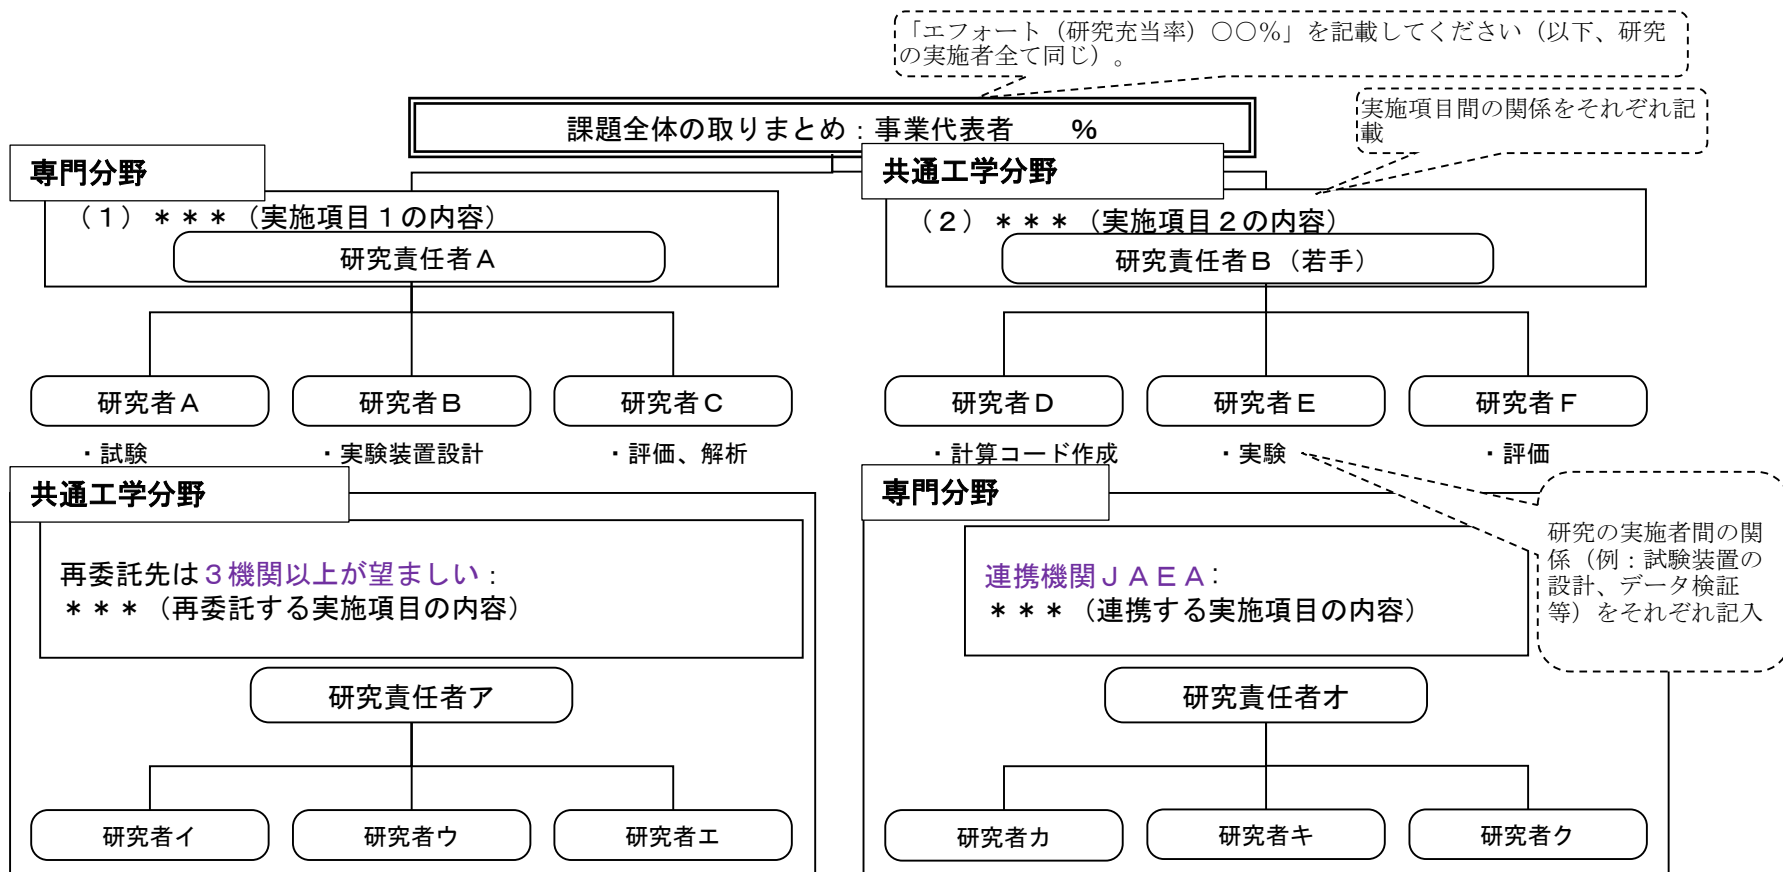 「エフォート（研究充当率）○○％」を記載してください（以下、研究
の実施者全て同じ）。
課題全体の取りまとめ：事業代表者　　％
実施項目間の関係をそれぞれ記
載
専門分野
（１）＊＊＊（実施項目１の内容）
研究責任者Ａ
共通工学分野
（２）＊＊＊（実施項目２の内容）
研究責任者Ｂ（若手）
研究者Ａ
研究者Ｂ
研究者Ｃ
研究者Ｄ
研究者Ｅ
研究者Ｆ
・試験
・実験装置設計
・評価、解析
・計算コード作成
・実験
・評価
共通工学分野
再委託先は３機関以上が望ましい：
＊＊＊（再委託する実施項目の内容）
研究責任者ア
研究者イ
研究者ウ
研究者エ
専門分野
連携機関ＪＡＥＡ：
＊＊＊（連携する実施項目の内容）
研究の実施者間の関
係（例：試験装置の
設計、データ検証
等）をそれぞれ記入
研究責任者オ
研究者カ
研究者キ
研究者ク